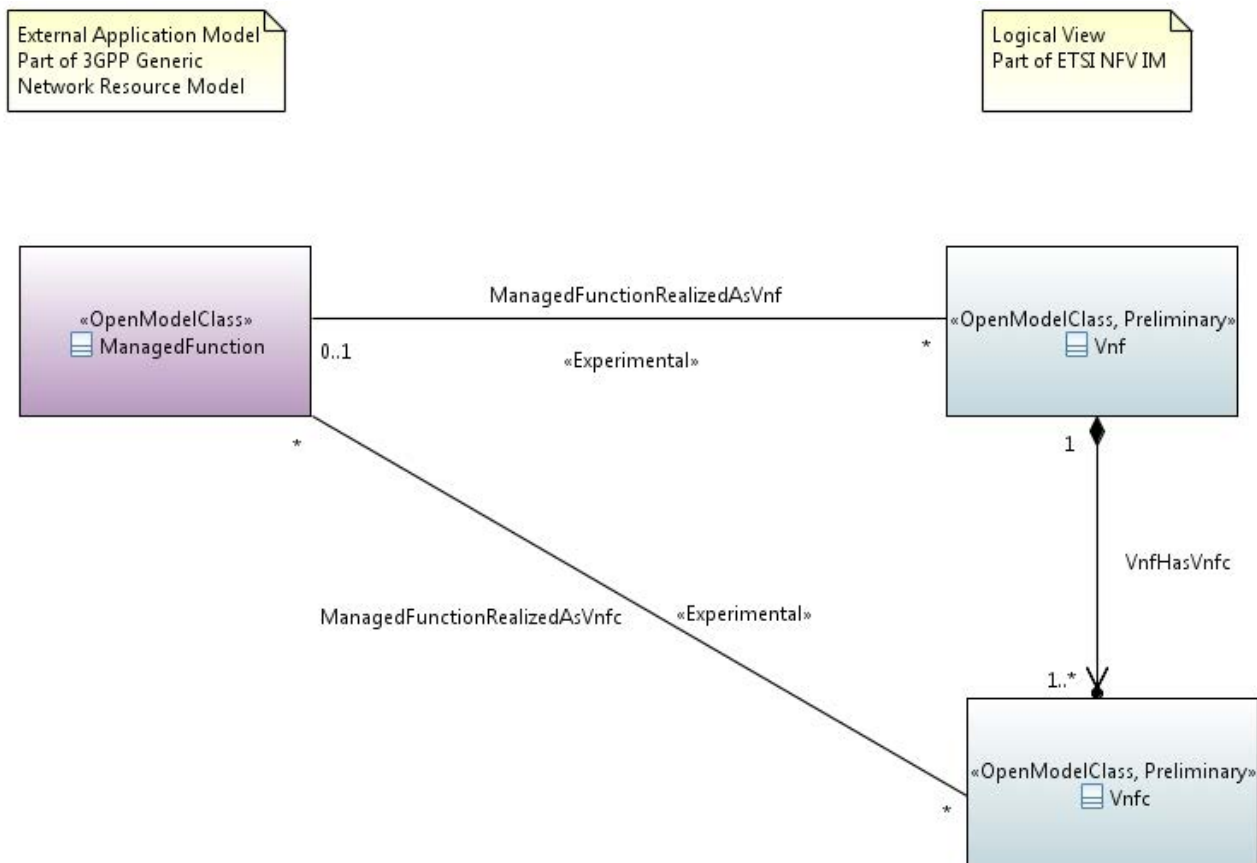 External Application Model
Part of 3GPP Generic
Network Resource Model
Logical View
Part of ETSI NFV IM
«OpenModelClass»
ManagedFunction
ManagedFunctionRealizedAsVnf
0..1
«Experimental»
*
«OpenModelClass, Preliminary»
Vnf
*
1
VnfHasVnfc
ManagedFunctionRealizedAsVnfc
«Experimental»
1..*
*
«OpenModelClass, Preliminary»
Vnfc